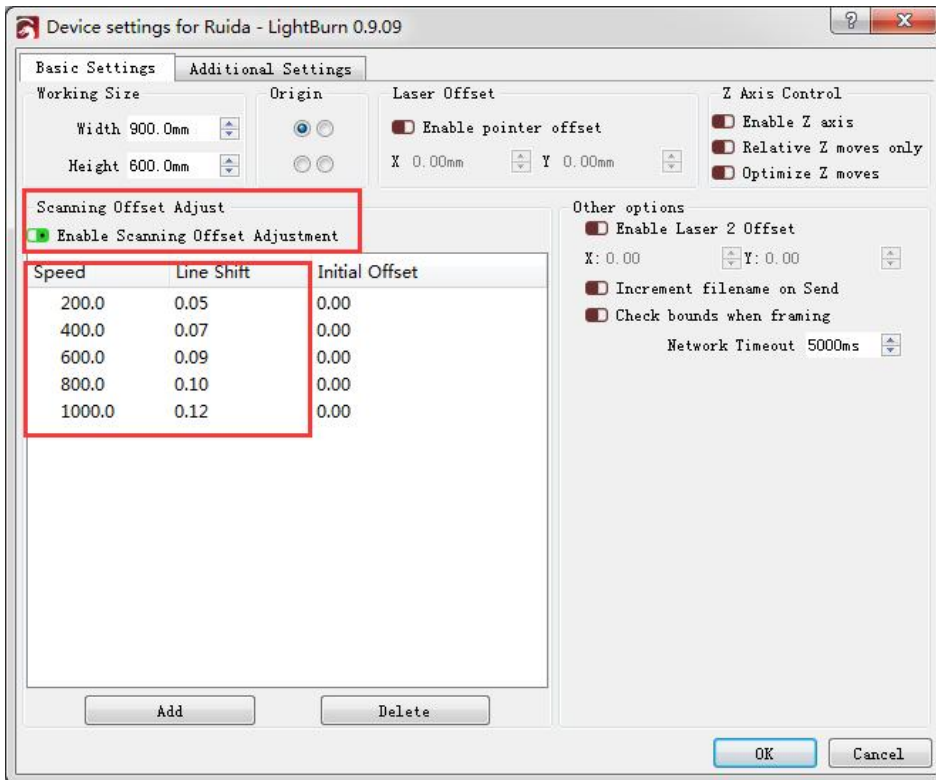 Device settings for Ruida - LightBurn 0.9.09
Basic Settings Additional Settings
Working Size Origin Laser Offset Z Axis Control
Width 900.0mm Enable pointer offset Enable Z axis
Relative Z moves only
Height 600.0mm X 0.00mm Y 0.00mm Optimize Z moves
Scanning Offset Adjust Other options
Enable Scanning Offset Adjustment Enable Laser 2 Offset
X: 0.00 Y: 0.00
Speed Line Shift Initial Offset
Increment filename on Send
200.0 0.05 0.00
Check bounds when framing
400.0 0.07 0.00
Network Timeout 5000ms
600.0 0.09 0.00
800.0 0.10 0.00
1000.0 0.12 0.00
Add Delete
OK Cancel